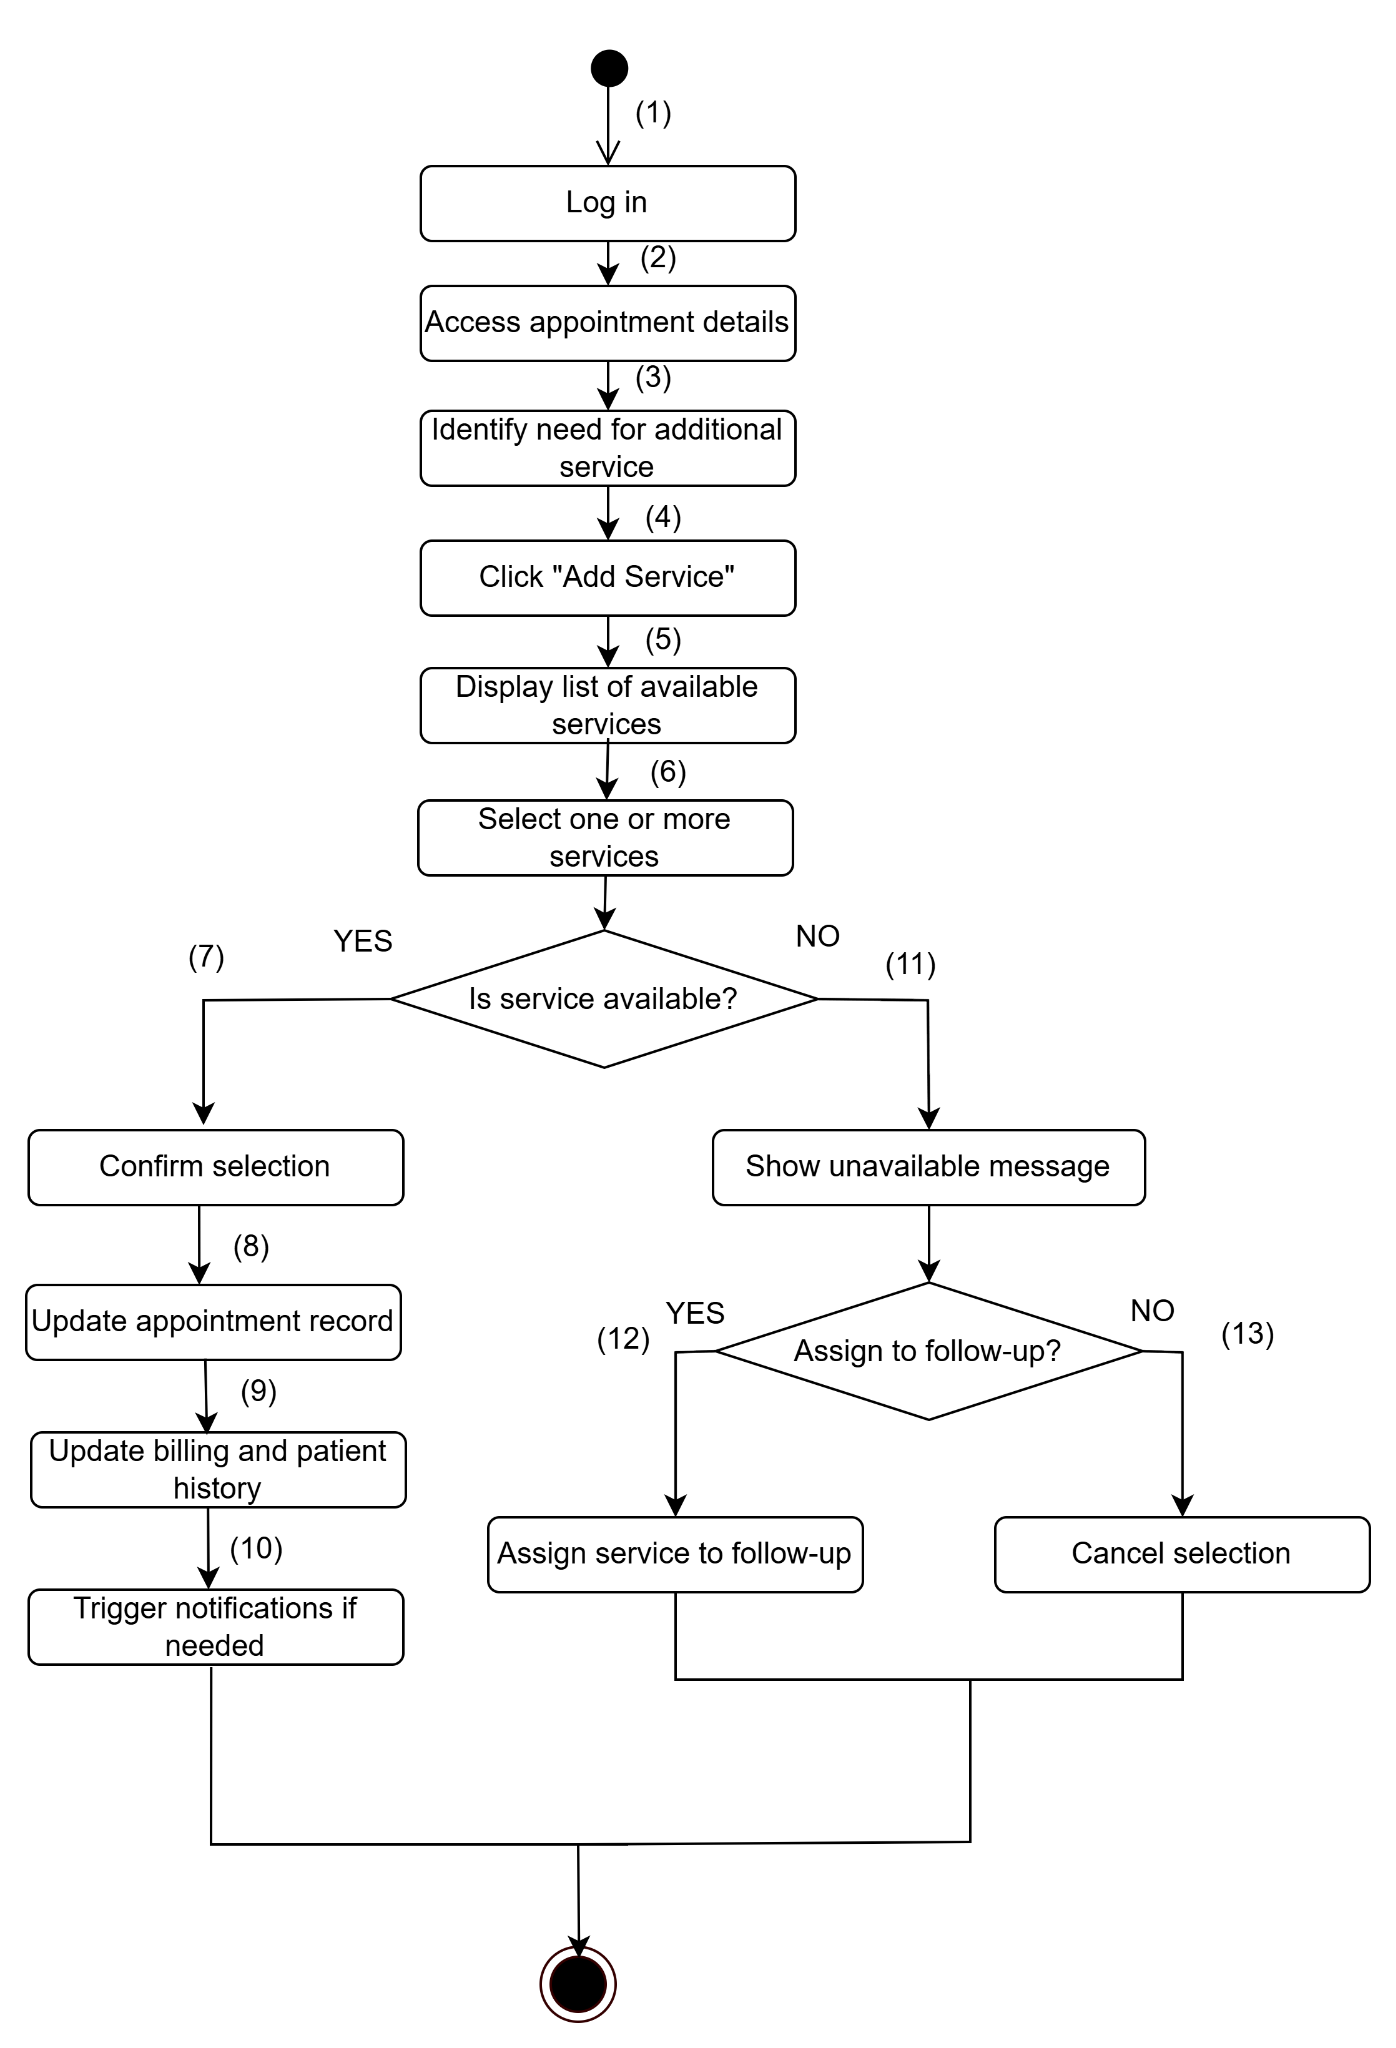 (1)
Log in
(2)
Access appointment details
(3)
Identify need for additional
service
(4)
Click "Add Service"
(5)
Display list of available
services
(6)
Select one or more
services
YES
NO
(7)
(11)
Is service available?
Confirm selection
Show unavailable message
(8)
YES
NO
(12)
(13)
Update appointment record
Assign to follow-up?
(9)
Update billing and patient
history
(10)
Assign service to follow-up
Cancel selection
Trigger notifications if
needed